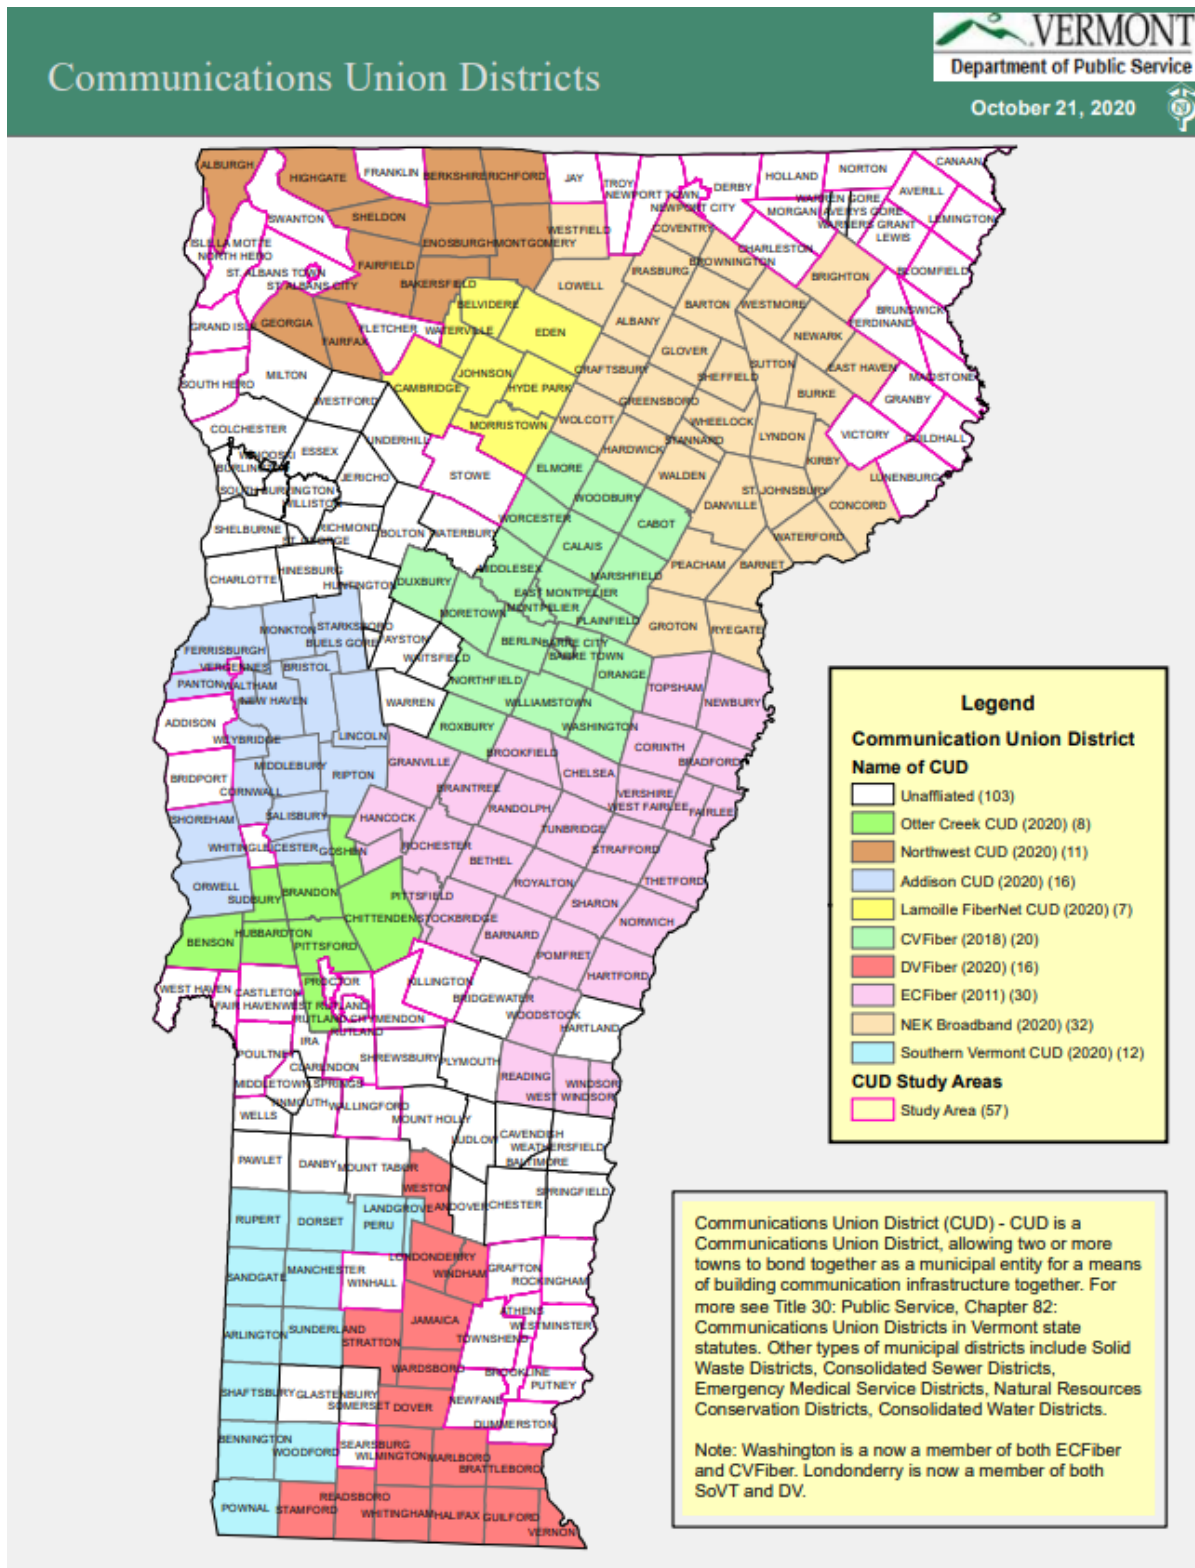 VERMONT
Department of Public Service
Communications Union Districts
October 21, 2020
N
ALBURGH
HIGHGATE
FRANKLIN
BERKSHIRE
RICHFORD
JAY
TROY
NEWPORT TOWN
NEWPORT CITY
DERBY
HOLLAND
NORTON
CANAAN
WARREN GORE
AVERILL
MORGAN
AVERYS GORE
WARNERS GRANT
LEWIS
LEMINGTON
SWANTON
SHELDON
ENOSBURGH
MONTGOMERY
WESTFIELD
COVENTRY
CHARLESTON
BROWNINGTON
ISLE LA MOTTE
NORTH HERO
ST. ALBANS TOWN
ST. ALBANS CITY
FAIRFIELD
BAKERSFIELD
LOWELL
IRASBURG
BRIGHTON
BLOOMFIELD
BELVIDERE
BARTON
WESTMORE
BRUNSWICK
FERDINAND
GRAND ISLE
GEORGIA
FAIRFAX
FLETCHER
WATERVILLE
EDEN
ALBANY
NEWARK
GLOVER
SOUTH HERO
MILTON
CAMBRIDGE
JOHNSON
HYDE PARK
CRAFTSBURY
SHEFFIELD
SUTTON
EAST HAVEN
MAIDSTONE
WESTFORD
GREENSBORO
BURKE
GRANBY
COLCHESTER
UNDERHILL
MORRISTOWN
WOLCOTT
WHEELOCK
LYNDON
VICTORY
GUILDHALL
WINOOSKI
ESSEX
HARDWICK
STANNARD
KIRBY
BURLINGTON
JERICHO
STOWE
ELMORE
WALDEN
LUNENBURG
SOUTH BURLINGTON
WILLISTON
WOODBURY
ST. JOHNSBURY
CONCORD
SHELBURNE
RICHMOND
ST. GEORGE
BOLTON
WATERBURY
WORCESTER
CABOT
DANVILLE
WATERFORD
CALAIS
CHARLOTTE
HINESBURG
HUNTINGTON
DUXBURY
MIDDLESEX
MARSHFIELD
PEACHAM
BARNET
EAST MONTPELIER
MONTPELIER
MORETOWN
PLAINFIELD
GROTON
RYEGATE
MONKTON
STARKSBORO
BUELS GORE
FAYSTON
BERLIN
BARRE CITY
BARRE TOWN
FERRISBURGH
WAITSFIELD
VERGENNES
BRISTOL
ORANGE
PANTON
WALTHAM
NEW HAVEN
NORTHFIELD
TOPSHAM
NEWBURY
WARREN
WILLIAMSTOWN
ADDISON
ROXBURY
WASHINGTON
WEYBRIDGE
LINCOLN
BROOKFIELD
CORINTH
BRADFORD
MIDDLEBURY
GRANVILLE
BRIDPORT
RIPTON
CHELSEA
CORNWALL
BRAINTREE
VERSHIRE
WEST FAIRLEE
FAIRLEE
SHOREHAM
SALISBURY
HANCOCK
RANDOLPH
TUNBRIDGE
WHITING
LEICESTER
GOSHEN
ROCHESTER
STRAFFORD
BETHEL
ORWELL
BRANDON
PITTSFIELD
ROYALTON
THETFORD
SUDBURY
SHARON
CHITTENDEN
STOCKBRIDGE
NORWICH
BENSON
HUBBARDTON
PITTSFORD
BARNARD
POMFRET
HARTFORD
WEST HAVEN
CASTLETON
PROCTOR
KILLINGTON
BRIDGEWATER
FAIR HAVEN
WEST RUTLAND
RUTLAND CITY
MENDON
WOODSTOCK
HARTLAND
RUTLAND
IRA
POULTNEY
CLARENDON
SHREWSBURY
PLYMOUTH
READING
WINDSOR
MIDDLETOWN SPRINGS
WEST WINDSOR
TINMOUTH
WALLINGFORD
WELLS
MOUNT HOLLY
LUDLOW
CAVENDISH
WEATHERSFIELD
BALTIMORE
PAWLET
DANBY
MOUNT TABOR
WESTON
SPRINGFIELD
LANDGROVE
ANDOVER
CHESTER
RUPERT
DORSET
PERU
LONDONDERRY
SANDGATE
MANCHESTER
WINHALL
WINDHAM
GRAFTON
ROCKINGHAM
ATHENS
JAMAICA
WESTMINSTER
ARLINGTON
SUNDERLAND
STRATTON
TOWNSHEND
WARDSBORO
BROOKLINE
SHAFTSBURY
GLASTENBURY
SOMERSET
DOVER
NEWFANE
PUTNEY
DUMMERSTON
BENNINGTON
WOODFORD
SEARSBURG
WILMINGTON
MARLBORO
BRATTLEBORO
POWNAL
STAMFORD
READSBORO
WHITINGHAM
HALIFAX
GUILFORD
VERNON
Legend
Communication Union District
Name of CUD
Unaffliated (103)
Otter Creek CUD (2020) (8)
Northwest CUD (2020) (11)
Addison CUD (2020) (16)
Lamoille FiberNet CUD (2020) (7)
CVFiber (2018) (20)
DVFiber (2020) (16)
ECFiber (2011) (30)
NEK Broadband (2020) (32)
Southern Vermont CUD (2020) (12)
CUD Study Areas
Study Area (57)
Communications Union District (CUD) - CUD is a
Communications Union District, allowing two or more
towns to bond together as a municipal entity for a means
of building communication infrastructure together. For
more see Title 30: Public Service, Chapter 82:
Communications Union Districts in Vermont state
statutes. Other types of municipal districts include Solid
Waste Districts, Consolidated Sewer Districts,
Emergency Medical Service Districts, Natural Resources
Conservation Districts, Consolidated Water Districts.
Note: Washington is a now a member of both ECFiber
and CVFiber. Londonderry is now a member of both
SoVT and DV.